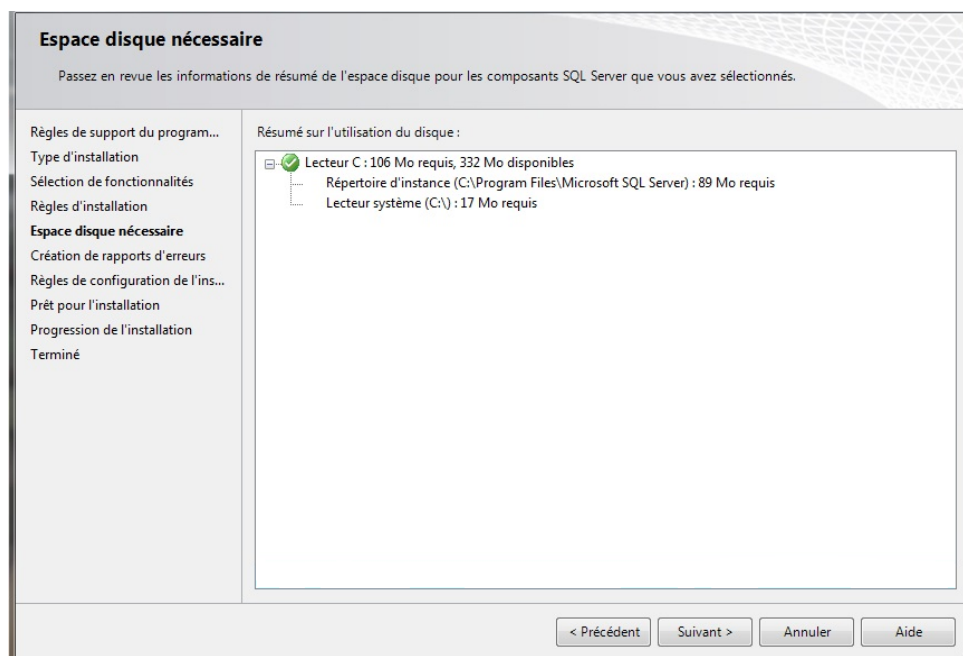 Espace disque nécessaire
Passez en revue les informations de résumé de l'espace disque pour les composants SQL Server que vous avez sélectionnés.
Règles de support du program...
Type d'installation
Sélection de fonctionnalités
Règles d'installation
Espace disque nécessaire
Création de rapports d'erreurs
Règles de configuration de l'ins...
Prêt pour l'installation
Progression de l'installation
Terminé
Résumé sur l'utilisation du disque :
Lecteur C : 106 Mo requis, 332 Mo disponibles
Répertoire d'instance (C:\Program Files\Microsoft SQL Server) : 89 Mo requis
Lecteur système (C:\) : 17 Mo requis
< Précédent
Suivant >
Annuler
Aide